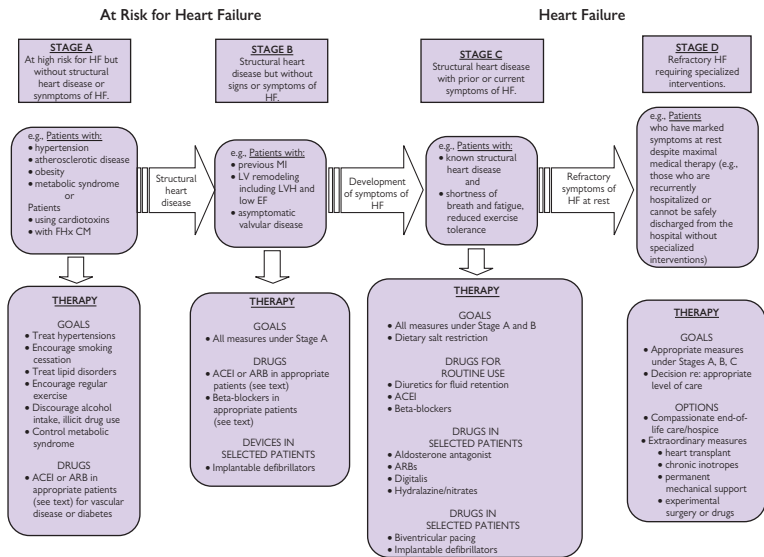 At Risk for Heart Failure
Heart Failure
STAGE A
At high risk for HF but
without structural
heart disease or
synmptoms of HF.
STAGE B
Structural heart
disease but without
signs or symptoms of
HF.
STAGE C
Structural heart disease
with prior or current
symptoms of HF.
STAGE D
Refractory HF
requiring specialized
interventions.
e.g., Patients with:
• hypertension
• atherosclerotic disease
• obesity
• metabolic syndrome
or
Patients
• using cardiotoxins
• with FHx CM
Structural
heart
disease
e.g., Patients with:
• previous MI
• LV remodeling
including LVH and
low EF
• asymptomatic
valvular disease
Development
of symptoms of
HF
e.g., Patients with:
• known structural
heart disease
and
• shortness of
breath and fatigue,
reduced exercise
tolerance
Refractory
symptoms of
HF at rest
e.g., Patients
who have marked
symptoms at rest
despite maximal
medical therapy (e.g.,
those who are
recurrently
hospitalized or
cannot be safely
discharged from the
hospital without
specialized
interventions)
THERAPY
GOALS
• Treat hypertensions
• Encourage smoking
cessation
• Treat lipid disorders
• Encourage regular
exercise
• Discourage alcohol
intake, illicit drug use
• Control metabolic
syndrome
DRUGS
• ACEI or ARB in
appropriate patients
(see text) for vascular
disease or diabetes
THERAPY
GOALS
• All measures under Stage A
DRUGS
• ACEI or ARB in appropriate
patients (see text)
• Beta-blockers in
appropriate patients
(see text)
DEVICES IN
SELECTED PATIENTS
• Implantable defibrillators
THERAPY
GOALS
• All measures under Stage A and B
• Dietary salt restriction
DRUGS FOR
ROUTINE USE
• Diuretics for fluid retention
• ACEI
• Beta-blockers
DRUGS IN
SELECTED PATIENTS
• Aldosterone antagonist
• ARBs
• Digitalis
• Hydralazine/nitrates
DRUGS IN
SELECTED PATIENTS
• Biventricular pacing
• Implantable defibrillators
THERAPY
GOALS
• Appropriate measures
under Stages A, B, C
• Decision re: appropriate
level of care
OPTIONS
• Compassionate end-of-
life care/hospice
• Extraordinary measures
• heart transplant
• chronic inotropes
• permanent
mechanical support
• experimental
surgery or drugs